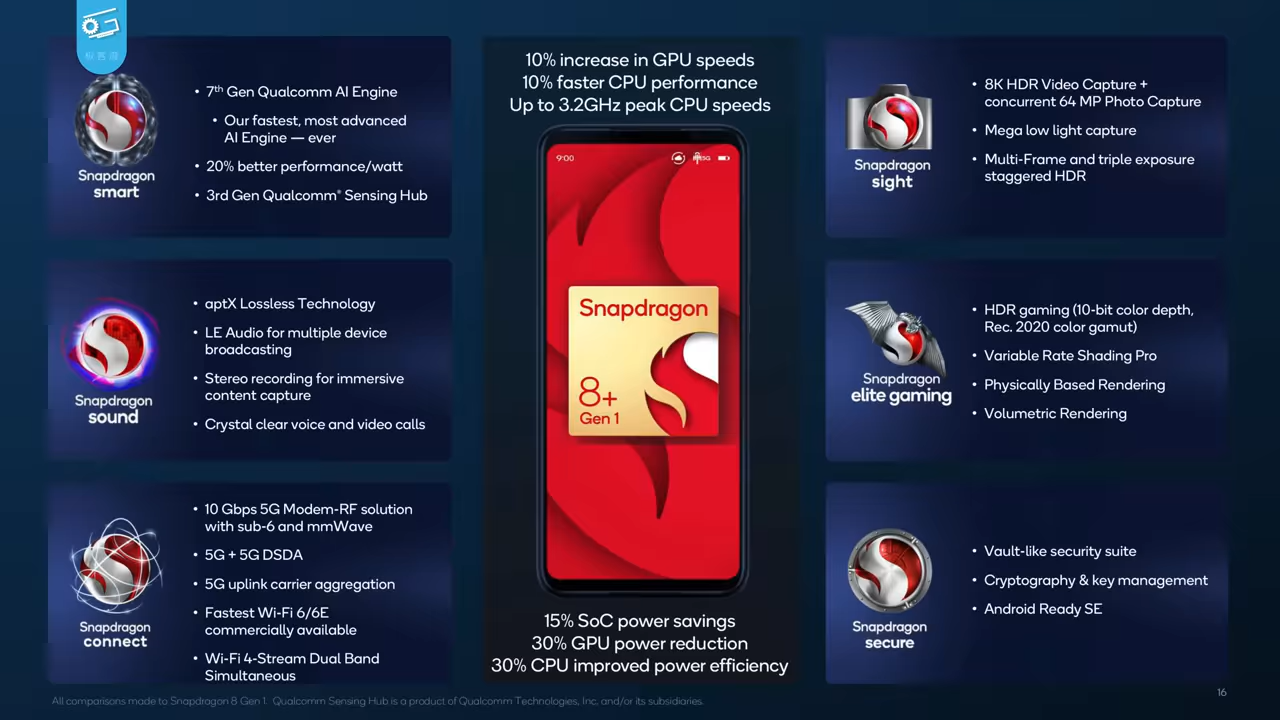 极客湾
7th Gen Qualcomm AI Engine
Our fastest, most advanced
AI Engine — ever
20% better performance/watt
3rd Gen Qualcomm® Sensing Hub
Snapdragon
smart
aptX Lossless Technology
LE Audio for multiple device
broadcasting
Stereo recording for immersive
content capture
Crystal clear voice and video calls
Snapdragon
sound
10 Gbps 5G Modem-RF solution
with sub-6 and mmWave
5G + 5G DSDA
5G uplink carrier aggregation
Fastest Wi-Fi 6/6E
commercially available
Wi-Fi 4-Stream Dual Band
Simultaneous
Snapdragon
connect
10% increase in GPU speeds
10% faster CPU performance
Up to 3.2GHz peak CPU speeds
9:00
5G
Snapdragon
8+
Gen 1
15% SoC power savings
30% GPU power reduction
30% CPU improved power efficiency
8K HDR Video Capture +
concurrent 64 MP Photo Capture
Mega low light capture
Multi-Frame and triple exposure
staggered HDR
Snapdragon
sight
HDR gaming (10-bit color depth,
Rec. 2020 color gamut)
Variable Rate Shading Pro
Physically Based Rendering
Volumetric Rendering
Snapdragon
elite gaming
Vault-like security suite
Cryptography & key management
Android Ready SE
Snapdragon
secure
All comparisons made to Snapdragon 8 Gen 1. Qualcomm Sensing Hub is a product of Qualcomm Technologies, Inc. and/or its subsidiaries.
16